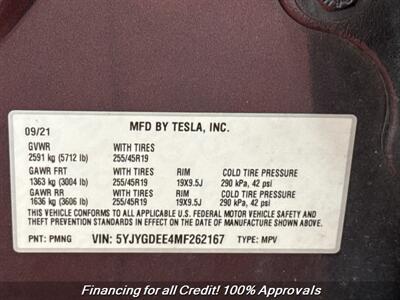 09/21 MFD BY TESLA, INC.
GVWR WITH TIRES
2591 kg (5712 lb) 255/45R19
GAWR FRT WITH TIRES RIM COLD TIRE PRESSURE
1363 kg (3004 lb) 255/45R19 19X9.5J 290 kPa, 42 psi
GAWR RR WITH TIRES RIM COLD TIRE PRESSURE
1636 kg (3606 lb) 255/45R19 19X9.5J 290 kPa, 42 psi
THIS VEHICLE CONFORMS TO ALL APPLICABLE U.S. FEDERAL MOTOR VEHICLE SAFETY AND
THEFT PREVENTION STANDARDS IN EFFECT ON THE DATE OF MANUFACTURE SHOWN ABOVE.
PNT: PMNG VIN: 5YJYGDEE4MF262167 TYPE: MPV
Financing for all Credit! 100% Approvals